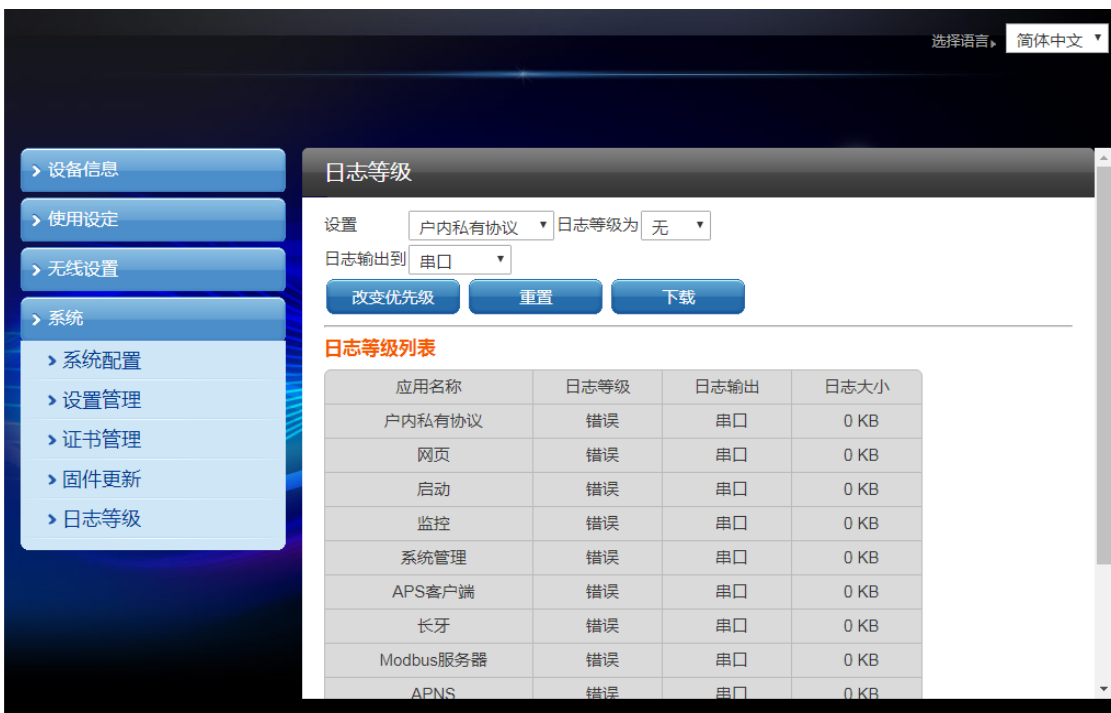 选择语言 简体中文
设备信息
使用设定
无线设置
系统
系统配置
设置管理
证书管理
固件更新
日志等级
日志等级
设置 户内私有协议 日志等级为 无
日志输出到 串口
改变优先级 重置 下载
日志等级列表
应用名称 日志等级 日志输出 日志大小
户内私有协议 错误 串口 0 KB
网页 错误 串口 0 KB
启动 错误 串口 0 KB
监控 错误 串口 0 KB
系统管理 错误 串口 0 KB
APS客户端 错误 串口 0 KB
长牙 错误 串口 0 KB
Modbus服务器 错误 串口 0 KB
APNS 错误 串口 0 KB